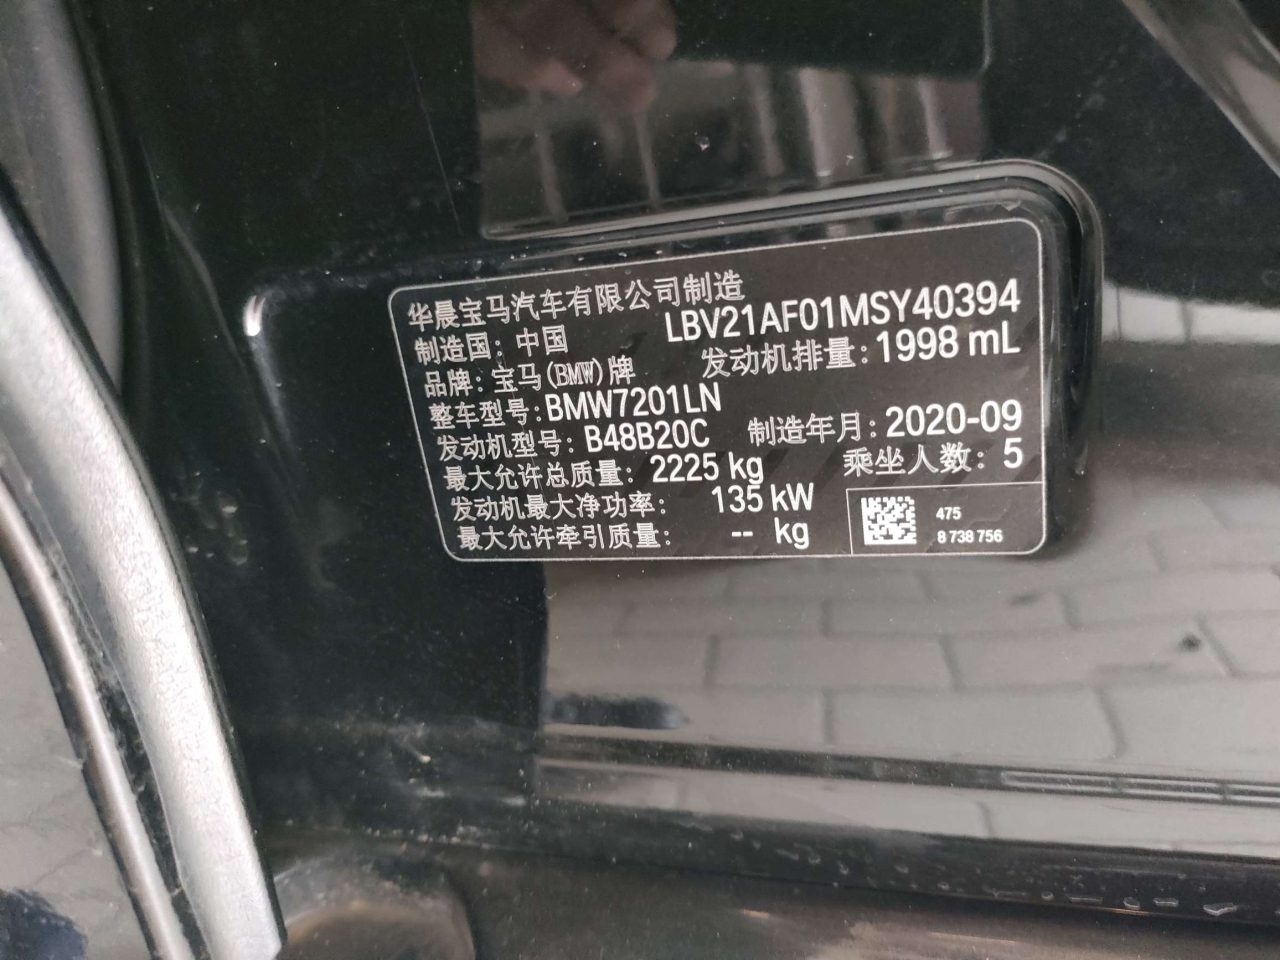 华晨宝马汽车有限公司制造
制造国: 中国 LBV21AF01MSY40394
品牌: 宝马(BMW)牌 发动机排量: 1998 mL
整车型号: BMW7201LN
发动机型号: B48B20C 制造年月: 2020-09
最大允许总质量: 2225 kg 乘坐人数: 5
发动机最大净功率: 135 kW
最大允许牵引质量: -- kg
475
8 738 756